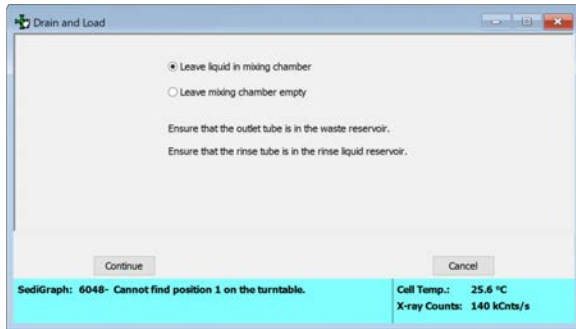 Drain and Load
Leave liquid in mixing chamber
Leave mixing chamber empty
Ensure that the outlet tube is in the waste reservoir.
Ensure that the rinse tube is in the rinse liquid reservoir.
Continue
Cancel
SediGraph: 6048- Cannot find position 1 on the turntable.
Cell Temp.: 25.6 °C
X-ray Counts: 140 kCnts/s